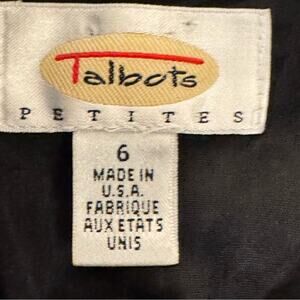 Talbots
PETITES
6
MADE IN
U.S.A.
FABRIQUE
AUX ETATS
UNIS